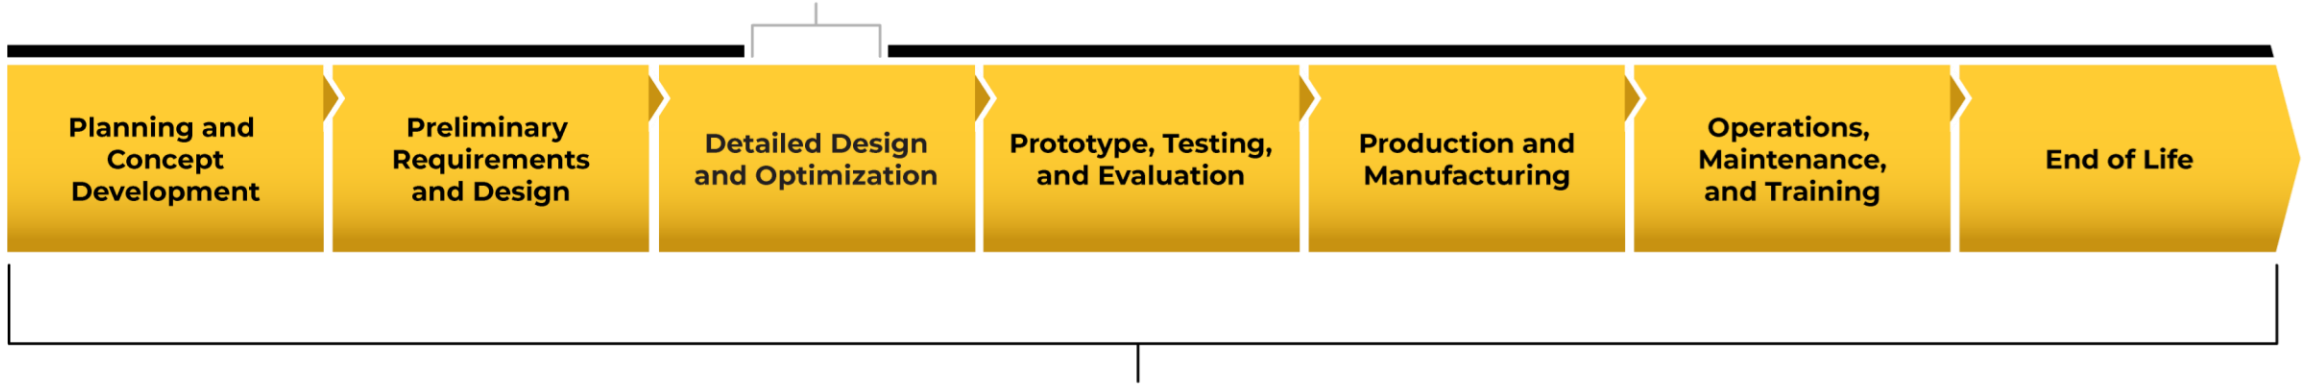 Planning and
Concept
Development
Preliminary
Requirements
and Design
Detailed Design
and Optimization
Prototype, Testing,
and Evaluation
Production and
Manufacturing
Operations,
Maintenance,
and Training
End of Life